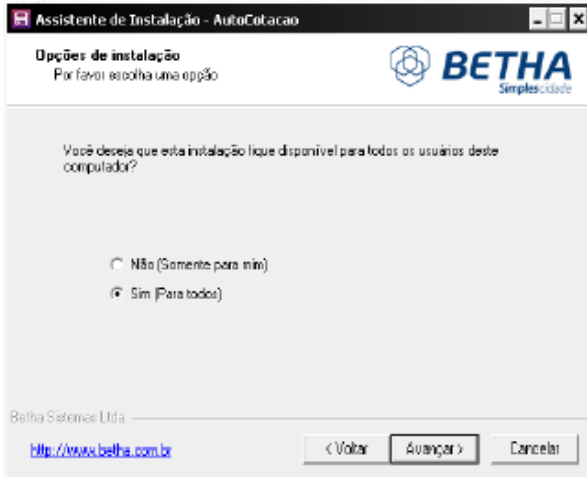 Assistente de Instalação - AutoCotacao
Opções de instalação
Por favor escolha uma opção
BETHA
Simplescidade
Você deseja que esta instalação fique disponível para todos os usuários deste
computador?
Não (Somente para mim)
Sim (Para todos)
Betha Sistemas Ltda
http://www.betha.com.br
< Voltar
Avançar >
Cancelar